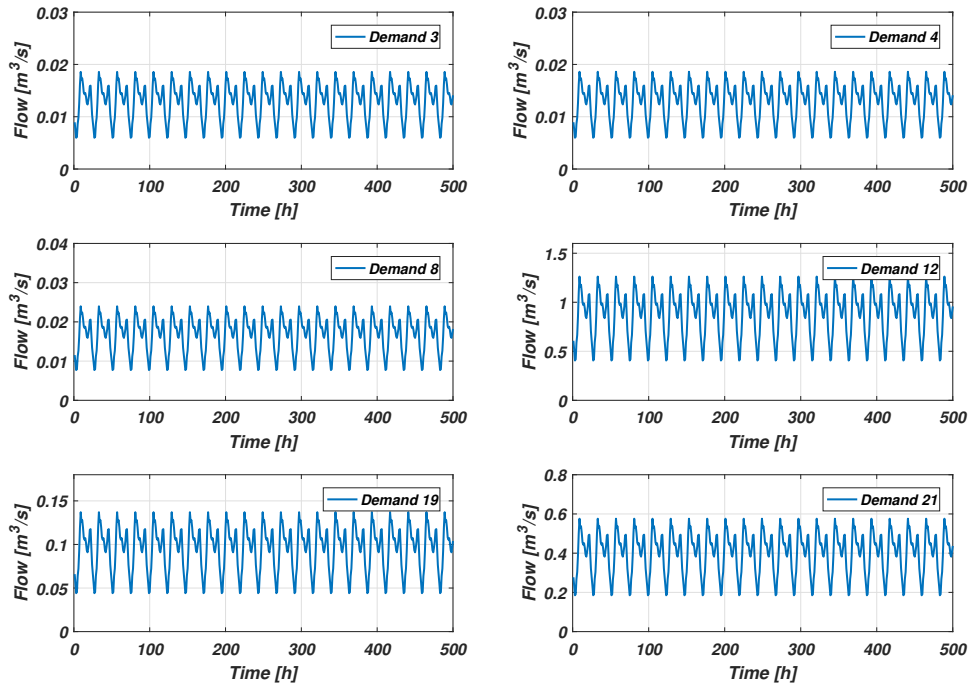 0.03
0.02
0.01
0
Flow [m³/s]
Demand 3
0 100 200 300 400 500
Time [h]
0.03
0.02
0.01
0
Flow [m³/s]
Demand 4
0 100 200 300 400 500
Time [h]
0.04
0.03
0.02
0.01
0
Flow [m³/s]
Demand 8
0 100 200 300 400 500
Time [h]
1.5
1
0.5
0
Flow [m³/s]
Demand 12
0 100 200 300 400 500
Time [h]
0.15
0.1
0.05
0
Flow [m³/s]
Demand 19
0 100 200 300 400 500
Time [h]
0.8
0.6
0.4
0.2
0
Flow [m³/s]
Demand 21
0 100 200 300 400 500
Time [h]